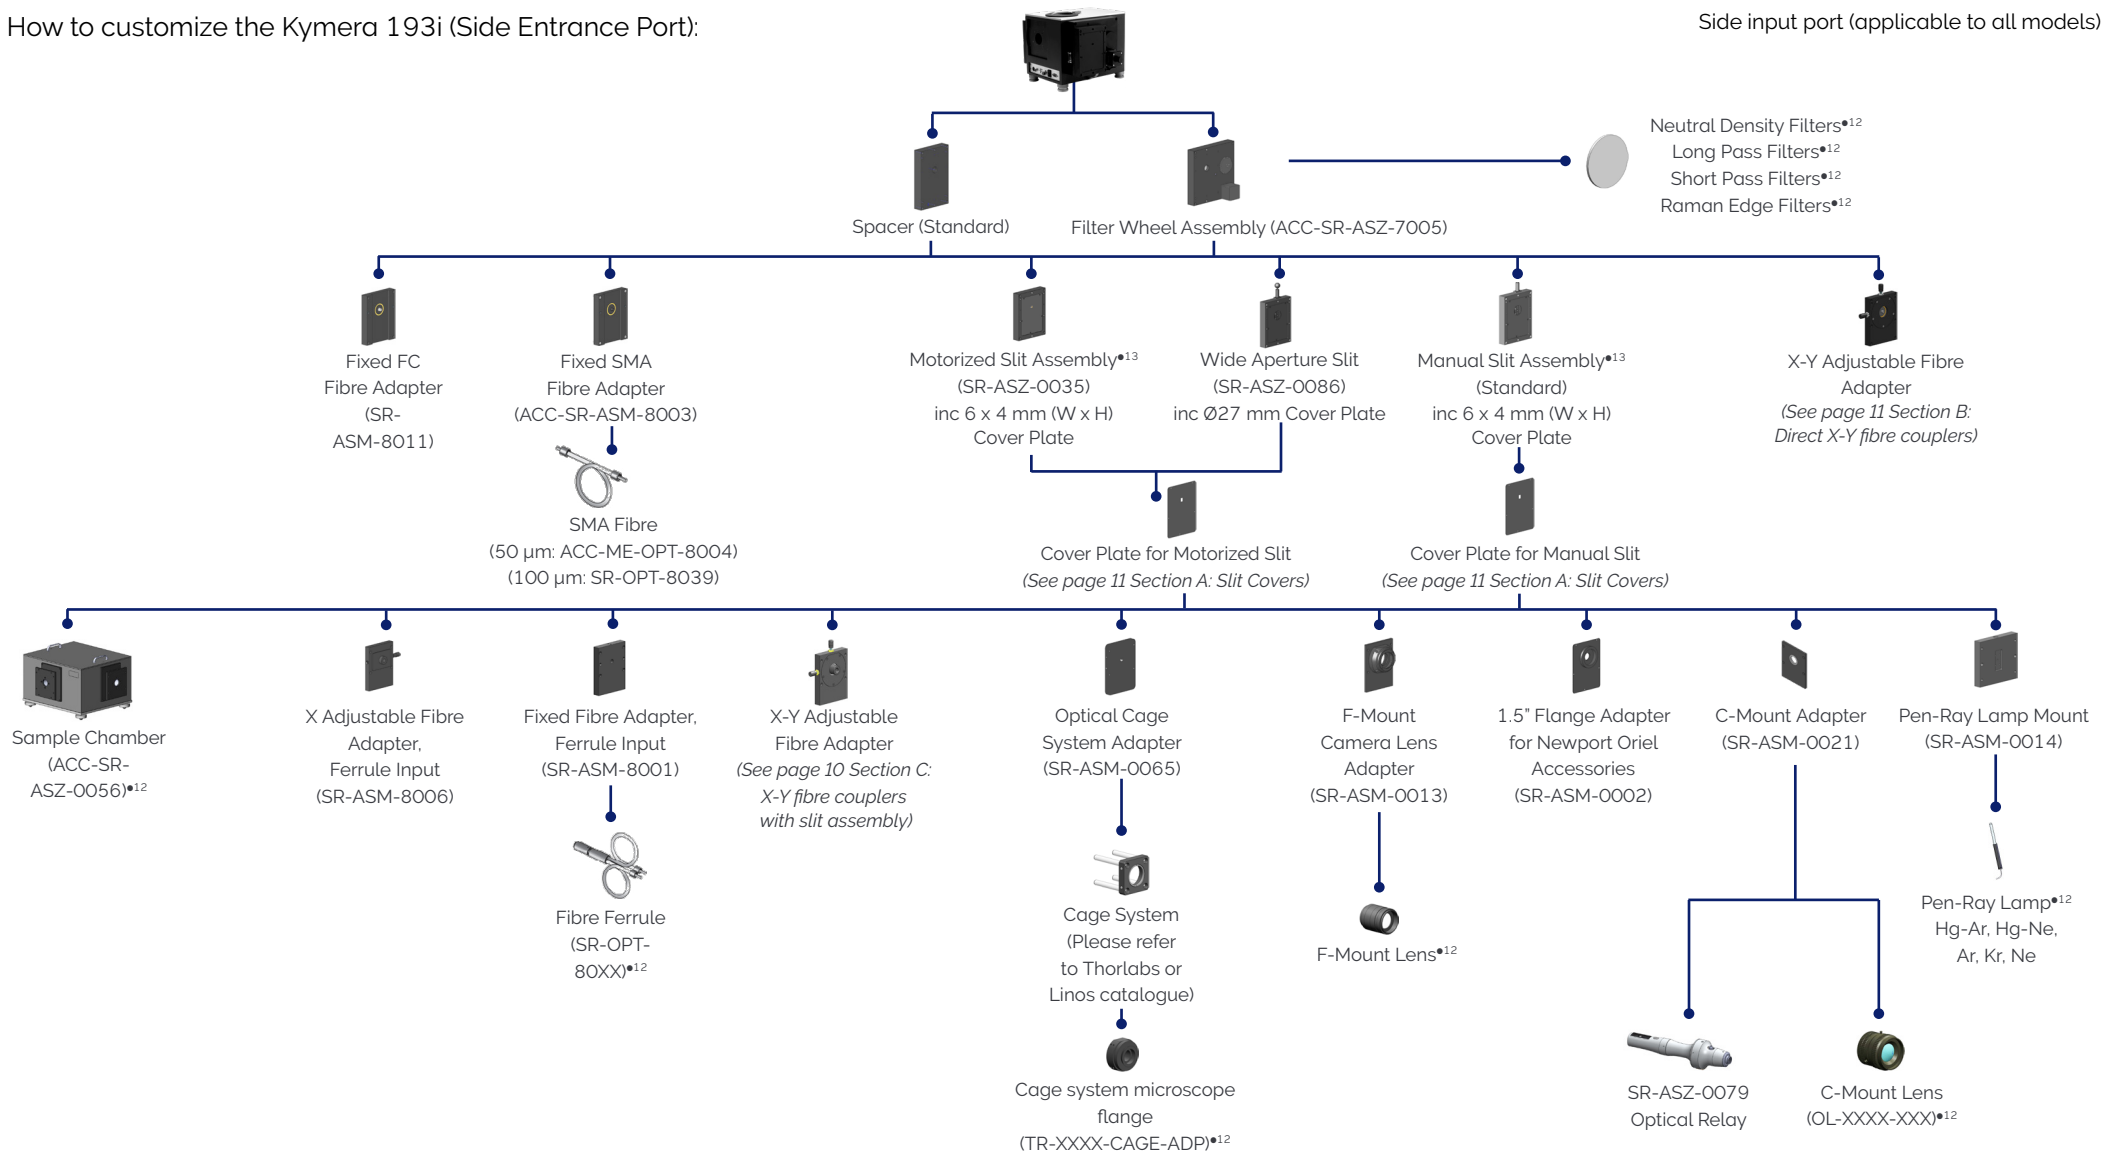 How to customize the Kymera 193i (Side Entrance Port):
Side input port (applicable to all models)
Neutral Density Filters•12
Long Pass Filters•12
Short Pass Filters•12
Raman Edge Filters•12
Spacer (Standard)
Filter Wheel Assembly (ACC-SR-ASZ-7005)
Fixed FC
Fibre Adapter
(SR-
ASM-8011)
Fixed SMA
Fibre Adapter
(ACC-SR-ASM-8003)
Motorized Slit Assembly•13
(SR-ASZ-0035)
inc 6 x 4 mm (W x H)
Cover Plate
Wide Aperture Slit
(SR-ASZ-0086)
inc Ø27 mm Cover Plate
Manual Slit Assembly•13
(Standard)
inc 6 x 4 mm (W x H)
Cover Plate
X-Y Adjustable Fibre
Adapter
(See page 11 Section B:
Direct X-Y fibre couplers)
SMA Fibre
(50 µm: ACC-ME-OPT-8004)
(100 µm: SR-OPT-8039)
Cover Plate for Motorized Slit
(See page 11 Section A: Slit Covers)
Cover Plate for Manual Slit
(See page 11 Section A: Slit Covers)
Sample Chamber
(ACC-SR-
ASZ-0056)•12
X Adjustable Fibre
Adapter,
Ferrule Input
(SR-ASM-8006)
Fixed Fibre Adapter,
Ferrule Input
(SR-ASM-8001)
X-Y Adjustable
Fibre Adapter
(See page 10 Section C:
X-Y fibre couplers
with slit assembly)
Optical Cage
System Adapter
(SR-ASM-0065)
F-Mount
Camera Lens
Adapter
(SR-ASM-0013)
1.5” Flange Adapter
for Newport Oriel
Accessories
(SR-ASM-0002)
C-Mount Adapter
(SR-ASM-0021)
Pen-Ray Lamp Mount
(SR-ASM-0014)
Fibre Ferrule
(SR-OPT-
80XX)•12
Cage System
(Please refer
to Thorlabs or
Linos catalogue)
F-Mount Lens•12
Pen-Ray Lamp•12
Hg-Ar, Hg-Ne,
Ar, Kr, Ne
Cage system microscope
flange
(TR-XXXX-CAGE-ADP)•12
SR-ASZ-0079
Optical Relay
C-Mount Lens
(OL-XXXX-XXX)•12